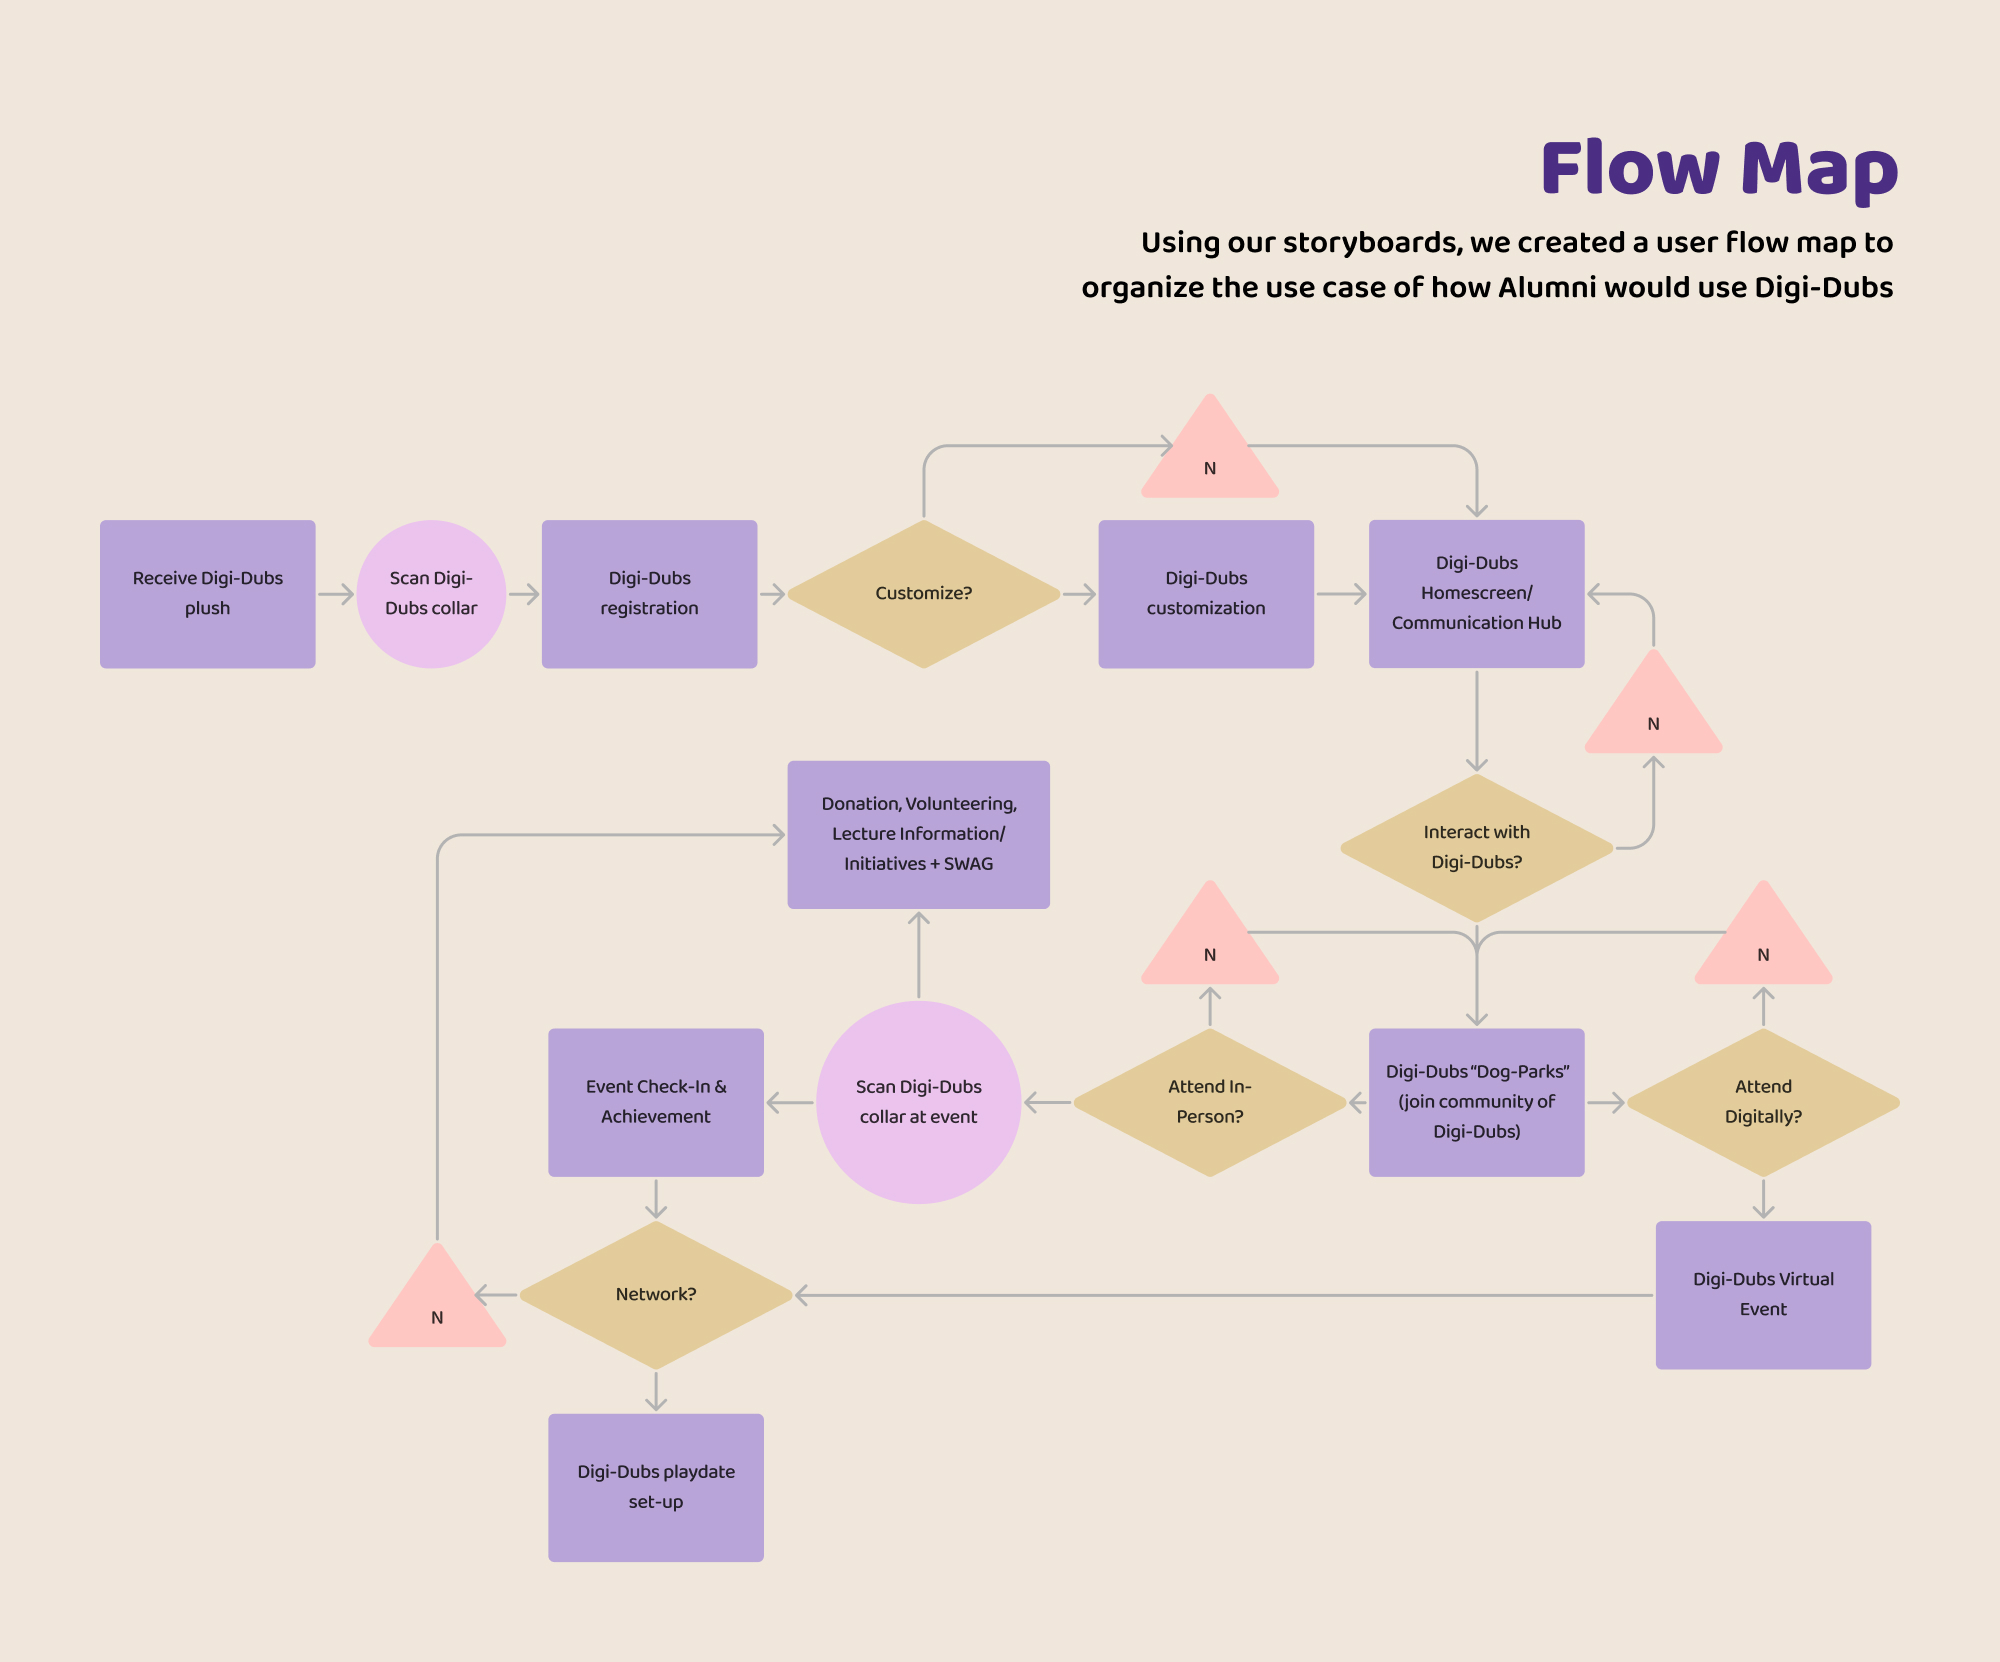 Flow Map
Using our storyboards, we created a user flow map to
organize the use case of how Alumni would use Digi-Dubs
N
Receive Digi-Dubs
plush
Scan Digi-
Dubs collar
Digi-Dubs
registration
Customize?
Digi-Dubs
customization
Digi-Dubs
Homescreen/
Communication Hub
N
Interact with
Digi-Dubs?
Donation, Volunteering,
Lecture Information/
Initiatives + SWAG
N
N
Event Check-In &
Achievement
Scan Digi-Dubs
collar at event
Attend In-
Person?
Digi-Dubs “Dog-Parks”
(join community of
Digi-Dubs)
Attend
Digitally?
N
Network?
Digi-Dubs Virtual
Event
Digi-Dubs playdate
set-up